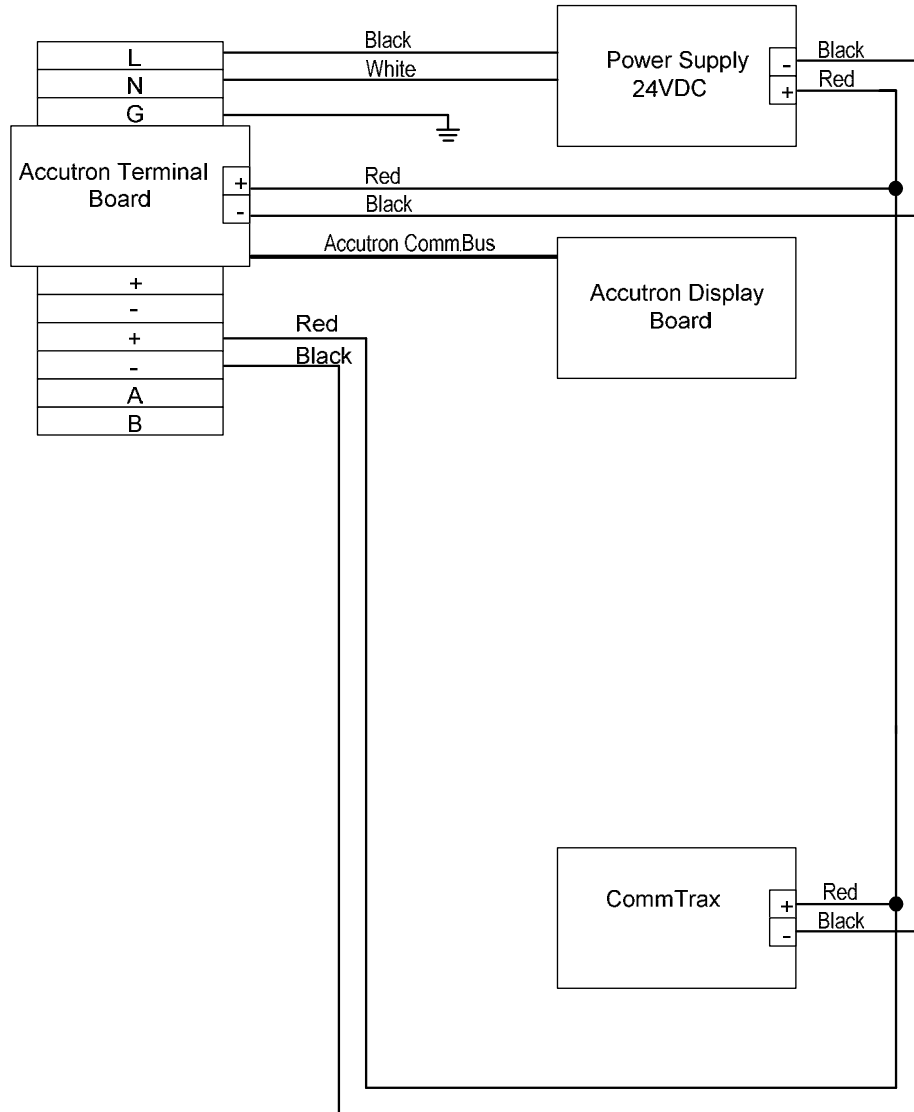 Black
L
Black
White
N
Power Supply
24VDC
-
Red
+
G
Accutron Terminal
Board
+
Red
-
Black
Accutron Comm.Bus
Accutron Display
Board
+
-
+
Red
-
Black
A
B
CommTrax
+
Red
-
Black